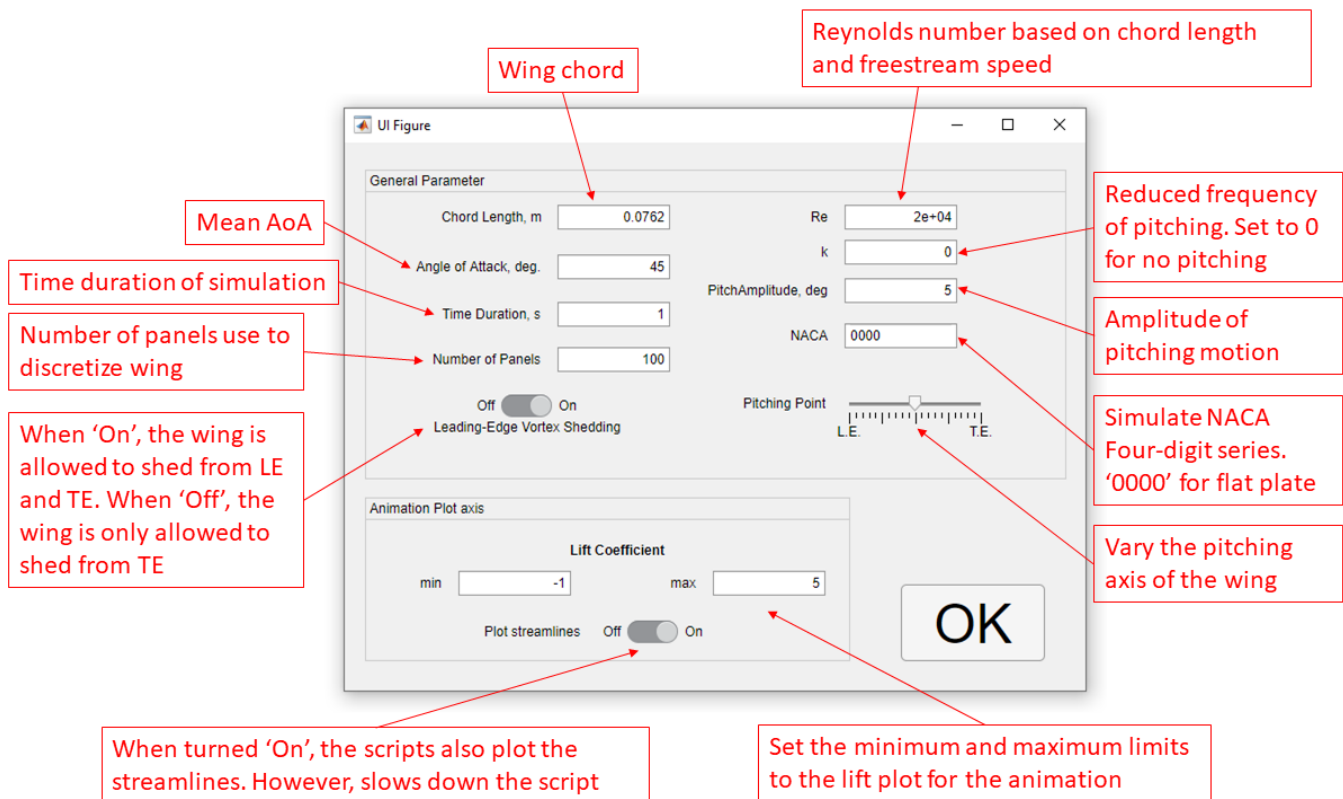 Reynolds number based on chord length
and freestream speed
Wing chord
UI Figure
General Parameter
Chord Length, m
0.0762
Re
2e+04
Mean AoA
k
0
Reduced frequency
of pitching. Set to 0
for no pitching
Angle of Attack, deg.
45
Time duration of simulation
PitchAmplitude, deg
5
Time Duration, s
1
Amplitude of
pitching motion
Number of panels use to
discretize wing
NACA
0000
Number of Panels
100
Off
On
Leading-Edge Vortex Shedding
Pitching Point
L.E.
T.E.
When ‘On’, the wing is
allowed to shed from LE
and TE. When ‘Off’, the
wing is only allowed to
shed from TE
Simulate NACA
Four-digit series.
‘0000’ for flat plate
Animation Plot axis
Lift Coefficient
min
-1
max
5
Vary the pitching
axis of the wing
Plot streamlines
Off
On
OK
When turned ‘On’, the scripts also plot the
streamlines. However, slows down the script
Set the minimum and maximum limits
to the lift plot for the animation